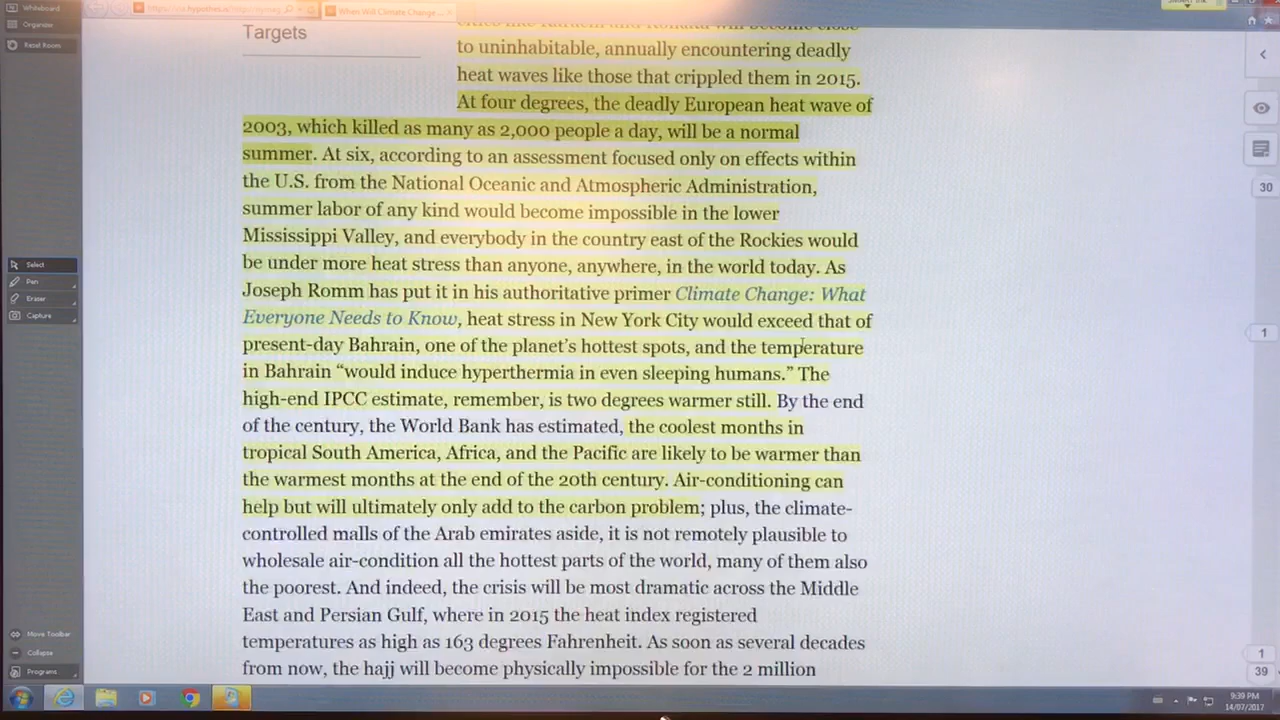 Whiteboard
Organize
Reset Room
When Will Climate Change ...
Targets
to uninhabitable, annually encountering deadly
heat waves like those that crippled them in 2015.
At four degrees, the deadly European heat wave of
2003, which killed as many as 2,000 people a day, will be a normal
summer. At six, according to an assessment focused only on effects within
the U.S. from the National Oceanic and Atmospheric Administration,
summer labor of any kind would become impossible in the lower
Mississippi Valley, and everybody in the country east of the Rockies would
be under more heat stress than anyone, anywhere, in the world today. As
Joseph Romm has put it in his authoritative primer Climate Change: What
Everyone Needs to Know, heat stress in New York City would exceed that of
present-day Bahrain, one of the planet’s hottest spots, and the temperature
in Bahrain “would induce hyperthermia in even sleeping humans.” The
high-end IPCC estimate, remember, is two degrees warmer still. By the end
of the century, the World Bank has estimated, the coolest months in
tropical South America, Africa, and the Pacific are likely to be warmer than
the warmest months at the end of the 20th century. Air-conditioning can
help but will ultimately only add to the carbon problem; plus, the climate-
controlled malls of the Arab emirates aside, it is not remotely plausible to
wholesale air-condition all the hottest parts of the world, many of them also
the poorest. And indeed, the crisis will be most dramatic across the Middle
East and Persian Gulf, where in 2015 the heat index registered
temperatures as high as 163 degrees Fahrenheit. As soon as several decades
from now, the hajj will become physically impossible for the 2 million
Select
Pen
Eraser
Capture
Move Toolbar
Collapse
Programs
30
1
1
39
9:39 PM
14/07/2017